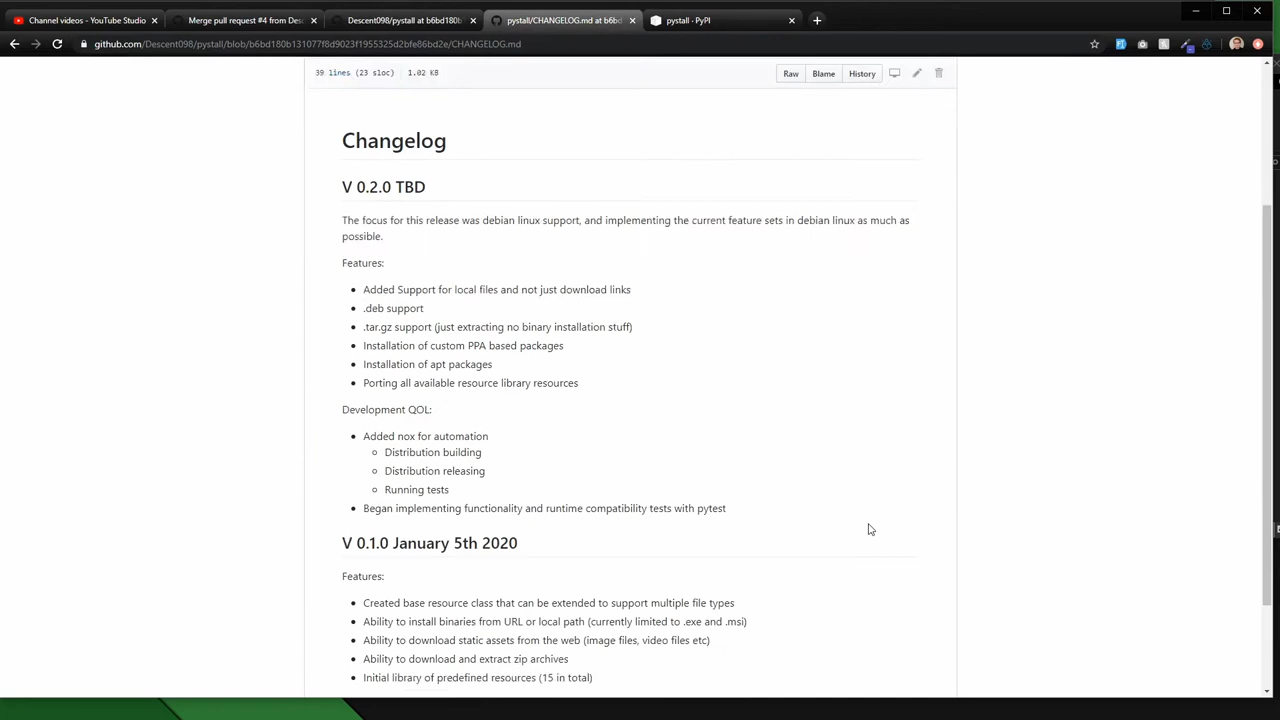 Channel videos - YouTube Studio
Merge pull request #4 from Desc
Descent098/pystall at b6bd180b
pystall/CHANGELOG.md at b6bd
pystall · PyPI
github.com/Descent098/pystall/blob/b6bd180b131077f8d9023f1955325d2bfe86bd2e/CHANGELOG.md
39 lines (23 sloc) 1.02 KB
Raw Blame History
Changelog
V 0.2.0 TBD
The focus for this release was debian linux support, and implementing the current feature sets in debian linux as much as
possible.
Features:
Added Support for local files and not just download links
.deb support
.tar.gz support (just extracting no binary installation stuff)
Installation of custom PPA based packages
Installation of apt packages
Porting all available resource library resources
Development QOL:
Added nox for automation
Distribution building
Distribution releasing
Running tests
Began implementing functionality and runtime compatibility tests with pytest
V 0.1.0 January 5th 2020
Features:
Created base resource class that can be extended to support multiple file types
Ability to install binaries from URL or local path (currently limited to .exe and .msi)
Ability to download static assets from the web (image files, video files etc)
Ability to download and extract zip archives
Initial library of predefined resources (15 in total)